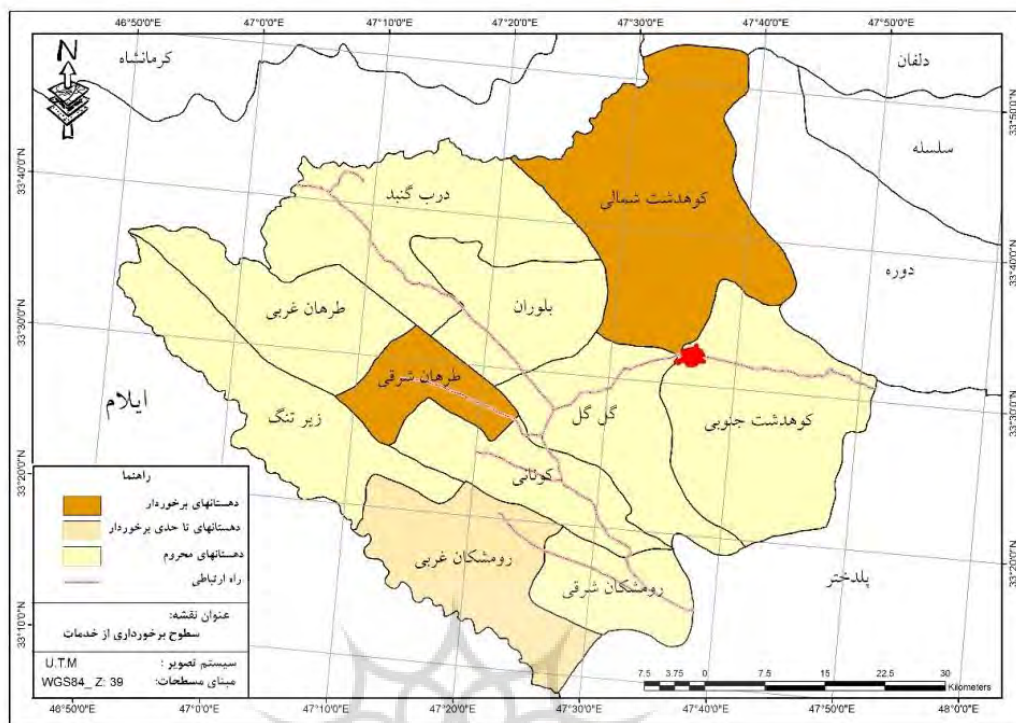 46°50'0"E 47°0'0"E 47°10'0"E 47°20'0"E 47°30'0"E 47°40'0"E 47°50'0"E
N
کرمانشاه
دلفان
سلسله
دوره
ایلام
پلدختر
کوهدشت شمالی
درب گنبد
بلوران
طرهان غربی
طرهان شرقی
زیر تنگ
گل گل
کوهدشت جنوبی
کونانی
رومشکان غربی
رومشکان شرقی
33°40'0"N
33°30'0"N
33°20'0"N
33°10'0"N
33°50'0"N
33°40'0"N
33°30'0"N
33°20'0"N
راهنما
دهستانهای برخوردار
دهستانهای تا حدی برخوردار
دهستانهای محروم
راه ارتباطی
عنوان نقشه:
سطوح برخورداری از خدمات
سیستم تصویر : U.T.M
مبنای مسطحات: WGS84_ Z: 39
7.5 3.75 0 7.5 15 22.5 30
Kilometers
46°50'0"E 47°0'0"E 47°10'0"E 47°20'0"E 47°30'0"E 47°40'0"E 47°50'0"E 48°0'0"E